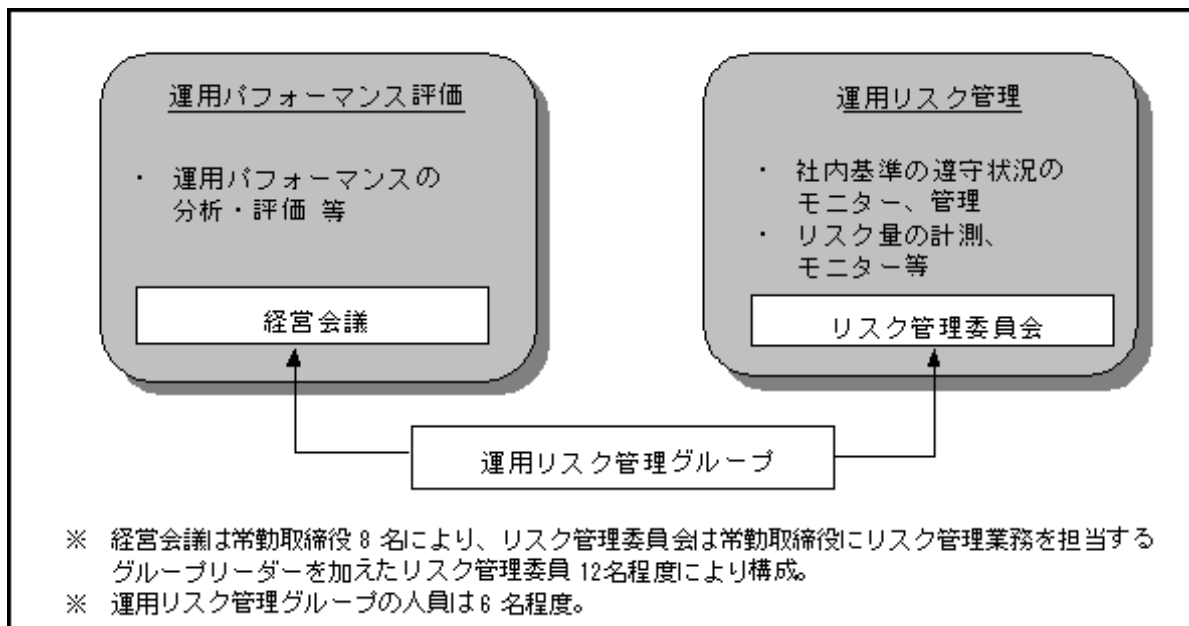 運用パフォーマンス評価
・ 運用パフォーマンスの
分析・評価 等
経営会議
運用リスク管理
・ 社内基準の遵守状況の
モニター、管理
・ リスク量の計測、
モニター等
リスク管理委員会
運用リスク管理グループ
※ 経営会議は常勤取締役 8 名により、リスク管理委員会は常勤取締役にリスク管理業務を担当する
グループリーダーを加えたリスク管理委員 12名程度により構成。
※ 運用リスク管理グループの人員は 6 名程度。